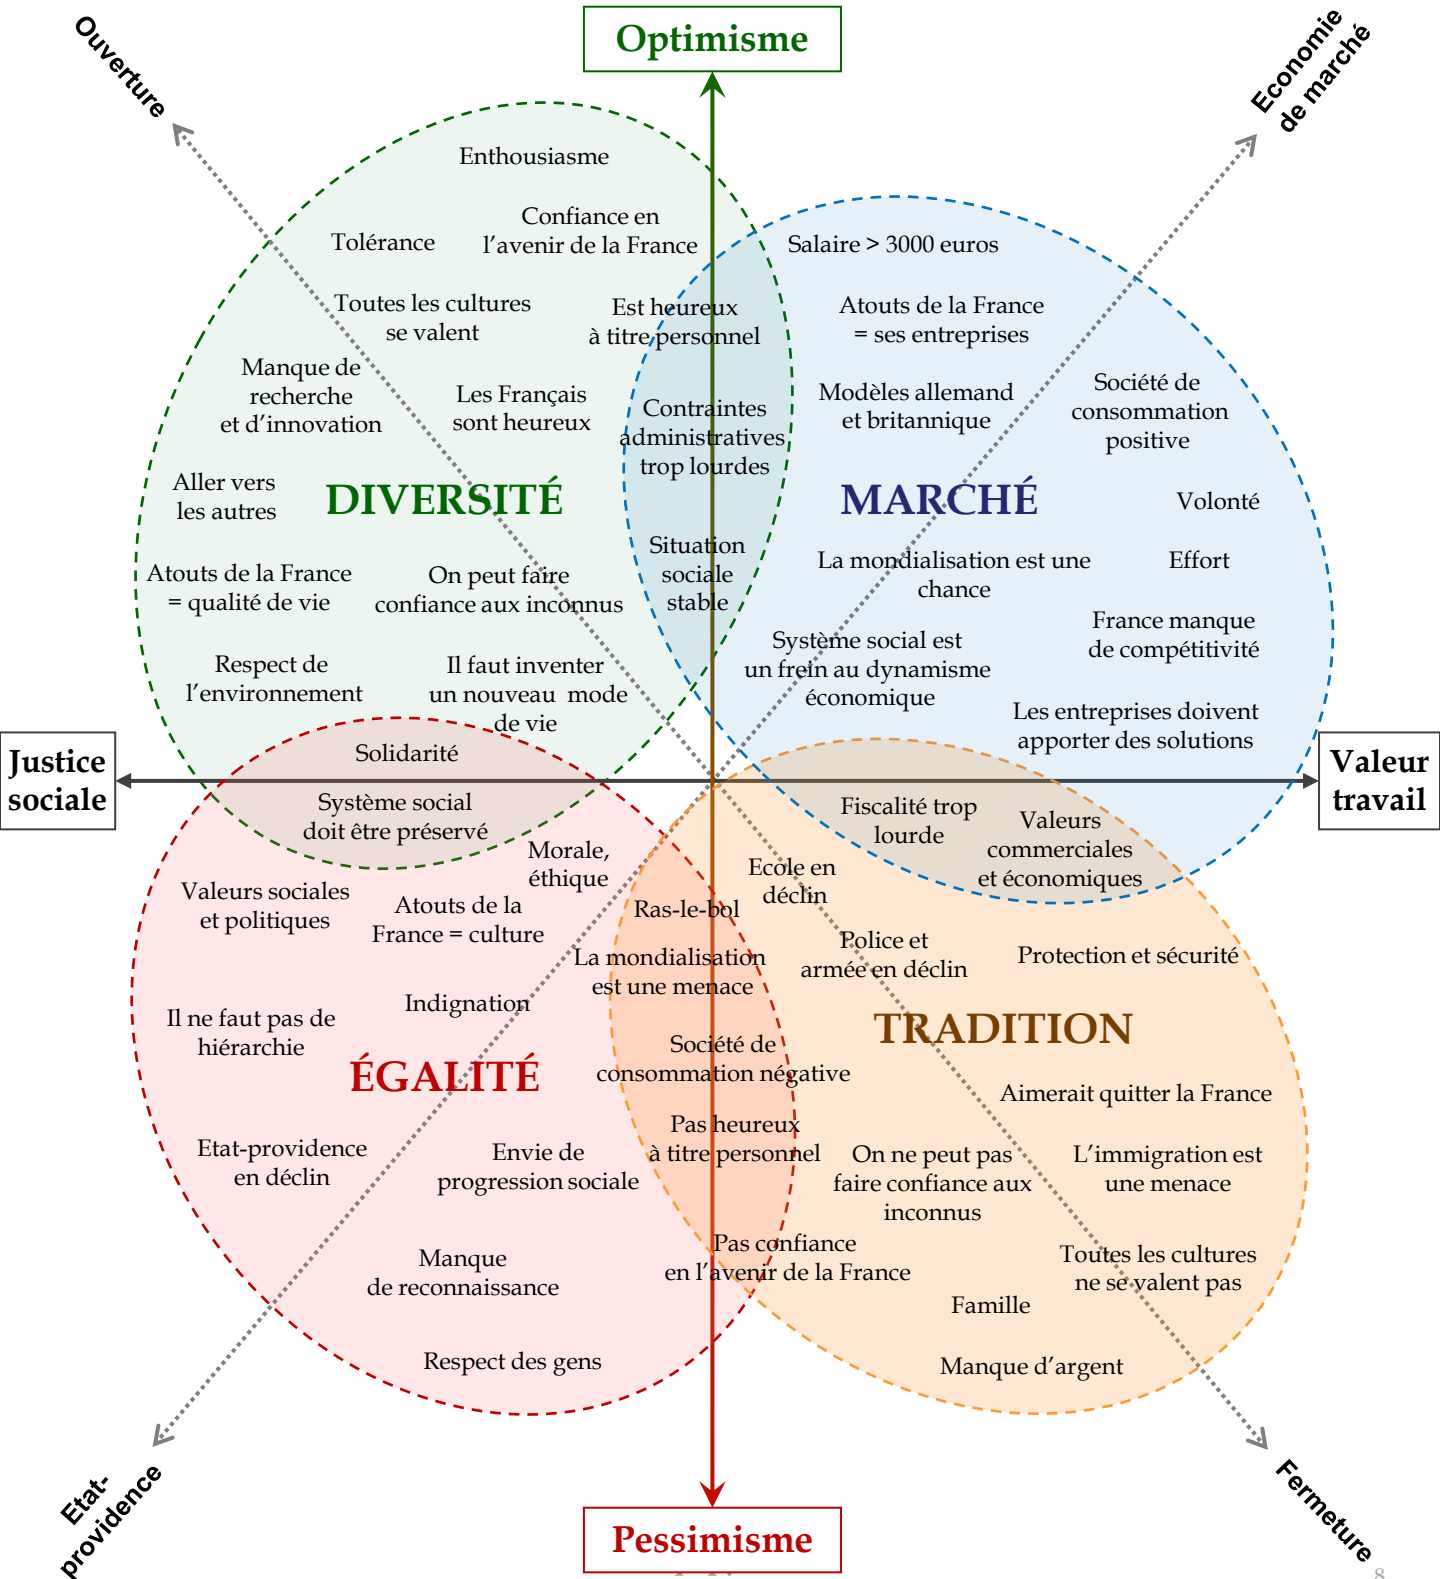 Optimisme
Ouverture
Economie
de marché
Enthousiasme
Confiance en
l'avenir de la France
Tolérance
Salaire > 3000 euros
Toutes les cultures
se valent
Est heureux
à titre personnel
Atouts de la France
= ses entreprises
Manque de
recherche
et d'innovation
Les Français
sont heureux
Contraintes
administratives
trop lourdes
Modèles allemand
et britannique
Société de
consommation
positive
Aller vers
les autres
DIVERSITÉ
MARCHÉ
Volonté
Situation
sociale
stable
La mondialisation est une
chance
Effort
Atouts de la France
= qualité de vie
On peut faire
confiance aux inconnus
France manque
de compétitivité
Système social est
un frein au dynamisme
économique
Respect de
l'environnement
Il faut inventer
un nouveau mode
de vie
Les entreprises doivent
apporter des solutions
Justice
sociale
Solidarité
Valeur
travail
Système social
doit être préservé
Fiscalité trop
lourde
Valeurs
commerciales
et économiques
Morale,
éthique
Ecole en
déclin
Valeurs sociales
et politiques
Atouts de la
France = culture
Ras-le-bol
Police et
armée en déclin
Protection et sécurité
La mondialisation
est une menace
Indignation
Il ne faut pas de
hiérarchie
TRADITION
Société de
consommation négative
ÉGALITÉ
Aimerait quitter la France
Pas heureux
à titre personnel
Etat-providence
en déclin
Envie de
progression sociale
On ne peut pas
faire confiance aux
inconnus
L'immigration est
une menace
Manque
de reconnaissance
Pas confiance
en l'avenir de la France
Toutes les cultures
ne se valent pas
Famille
Respect des gens
Manque d'argent
Etat-
providence
Pessimisme
Fermeture
8